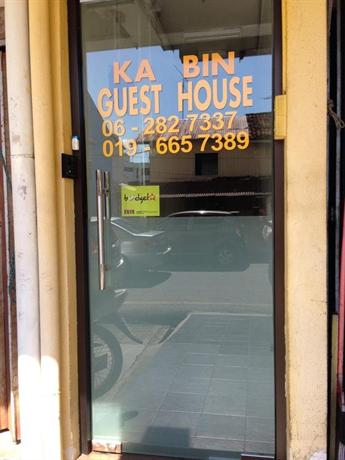 KA BIN
GUEST HOUSE
06 - 282 7337
019 - 665 7389